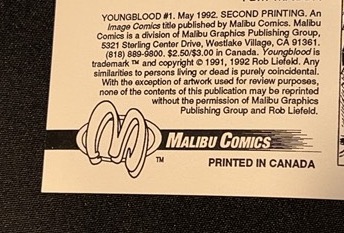 YOUNGBLOOD #1. May 1992. SECOND PRINTING. An
Image Comics title published by Malibu Comics. Malibu
Comics is a division of Malibu Graphics Publishing Group,
5321 Sterling Center Drive, Westlake Village, CA 91361.
(818) 889-9800. $2.50/$3.00 in Canada. Youngblood is
trademark ™ and copyright © 1991, 1992 Rob Liefeld. Any
similarities to persons living or dead is purely coincidental.
With the exception of artwork used for review purposes,
none of the contents of this publication may be reprinted
without the permission of Malibu Graphics
Publishing Group and Rob Liefeld.
MALIBU COMICS
™
PRINTED IN CANADA